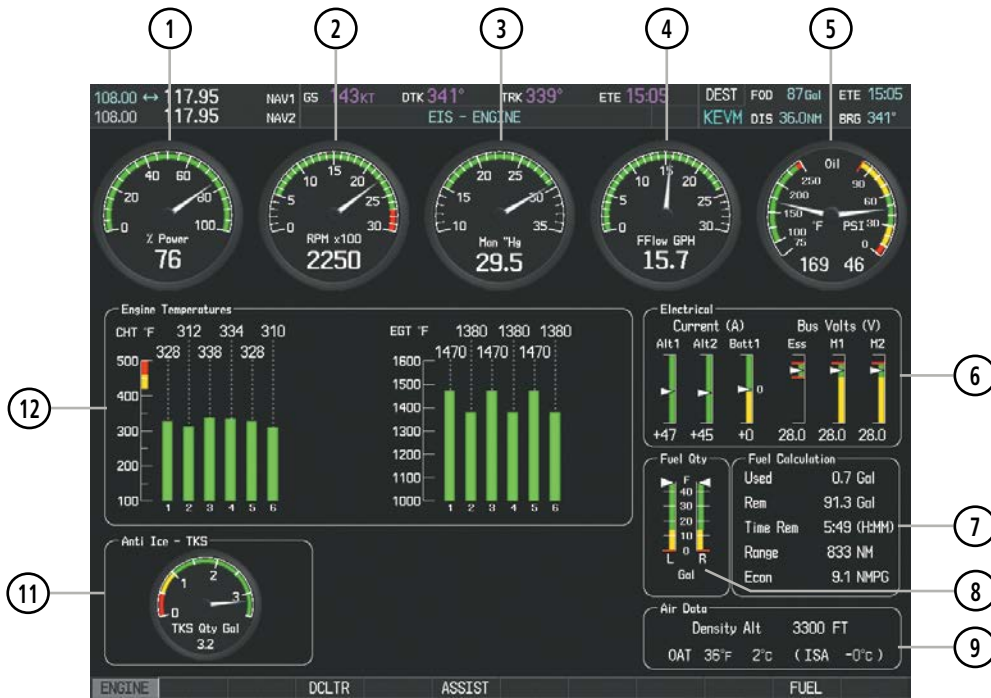 1 2 3 4 5
108.00 ↔ 117.95 NAV1 GS 143KT DTK 341° TRK 339° ETE 15:05 DEST FOD 87Gal ETE 15:05
108.00 117.95 NAV2 EIS - ENGINE KEVM DIS 36.0NM BRG 341°
0 20 40 60 80 100
% Power
76
0 5 10 15 20 25 30
RPM x100
2250
10 15 20 25 30 35
Man "Hg
29.5
0 5 10 15 20 25 30
FFlow GPH
15.7
Oil
250 200 150 100 75
°F
90 60 30 0
PSI
169 46
Engine Temperatures
CHT °F 312 334 310
328 338 328
500
400
300
200
100
1 2 3 4 5 6
EGT °F 1380 1380 1380
1470 1470 1470
1600
1500
1400
1300
1200
1100
1000
1 2 3 4 5 6
12
Electrical
Current (A) Bus Volts (V)
Alt1 Alt2 Batt1 Ess M1 M2
0
+47 +45 +0 28.0 28.0 28.0
6
Fuel Qty
F
40
30
20
10
0
L R
Gal
8
Fuel Calculation
Used 0.7 Gal
Rem 91.3 Gal
Time Rem 5:49 (H:MM)
Range 833 NM
Econ 9.1 NMPG
7
Anti Ice - TKS
0 1 2 3
TKS Qty Gal
3.2
11
Air Data
Density Alt 3300 FT
OAT 36°F 2°C (ISA -0°C)
9
ENGINE DCLTR ASSIST FUEL